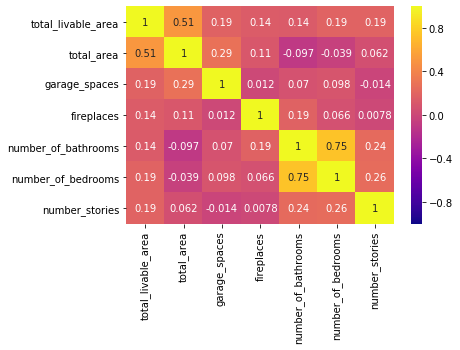 total_livable_area 1 0.51 0.19 0.14 0.14 0.19 0.19
total_area 0.51 1 0.29 0.11 -0.097 -0.039 0.062
garage_spaces 0.19 0.29 1 0.012 0.07 0.098 -0.014
fireplaces 0.14 0.11 0.012 1 0.19 0.066 0.0078
number_of_bathrooms 0.14 -0.097 0.07 0.19 1 0.75 0.24
number_of_bedrooms 0.19 -0.039 0.098 0.066 0.75 1 0.26
number_stories 0.19 0.062 -0.014 0.0078 0.24 0.26 1
total_livable_area
total_area
garage_spaces
fireplaces
number_of_bathrooms
number_of_bedrooms
number_stories
0.8
0.4
0.0
-0.4
-0.8